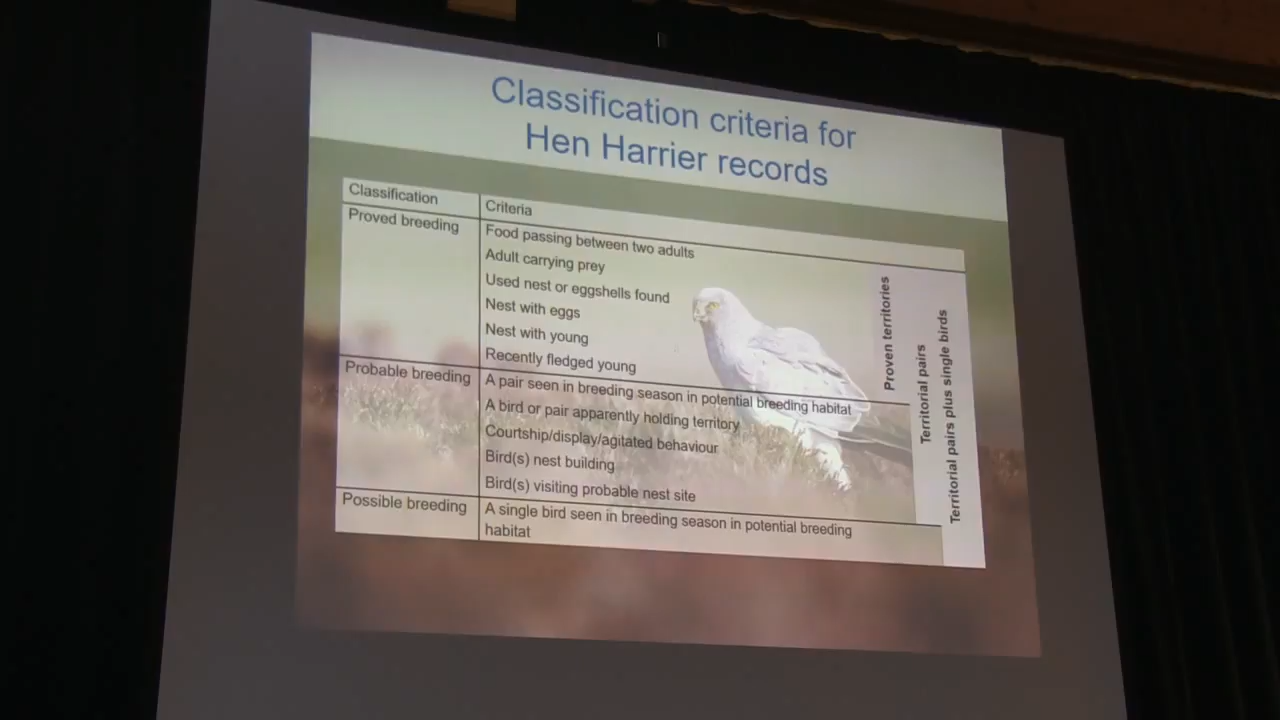 Classification criteria for
Hen Harrier records
Classification
Criteria
Proved breeding
Food passing between two adults
Adult carrying prey
Used nest or eggshells found
Nest with eggs
Nest with young
Recently fledged young
Probable breeding
A pair seen in breeding season in potential breeding habitat
A bird or pair apparently holding territory
Courtship/display/agitated behaviour
Bird(s) nest building
Bird(s) visiting probable nest site
Possible breeding
A single bird seen in breeding season in potential breeding
habitat
Proven territories
Territorial pairs
Territorial pairs plus single birds